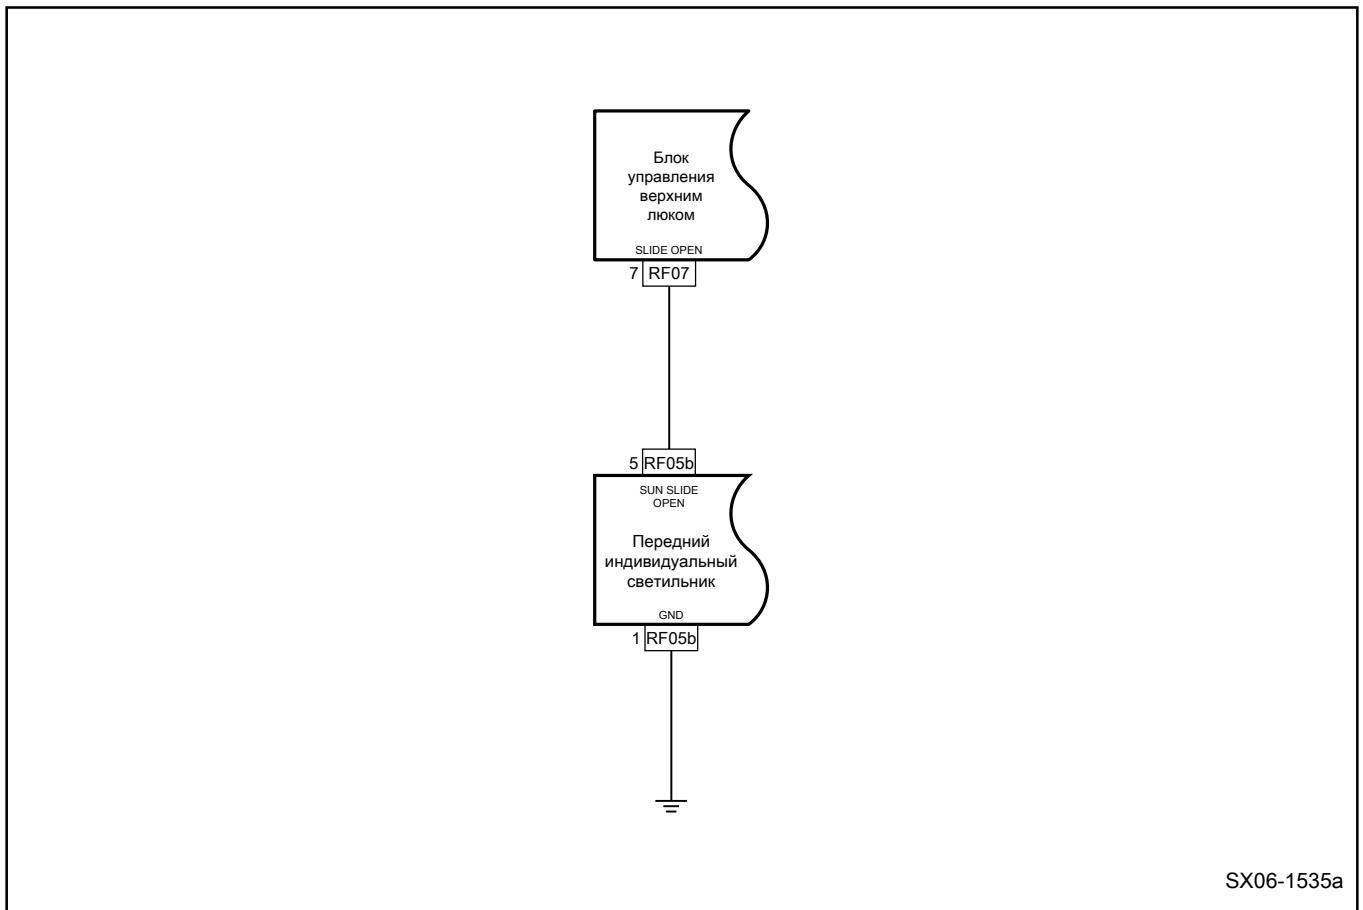 Блок
управления
верхним
люком
SLIDE OPEN
7 RF07
5 RF05b
SUN SLIDE
OPEN
Передний
индивидуальный
светильник
GND
1 RF05b
SX06-1535a